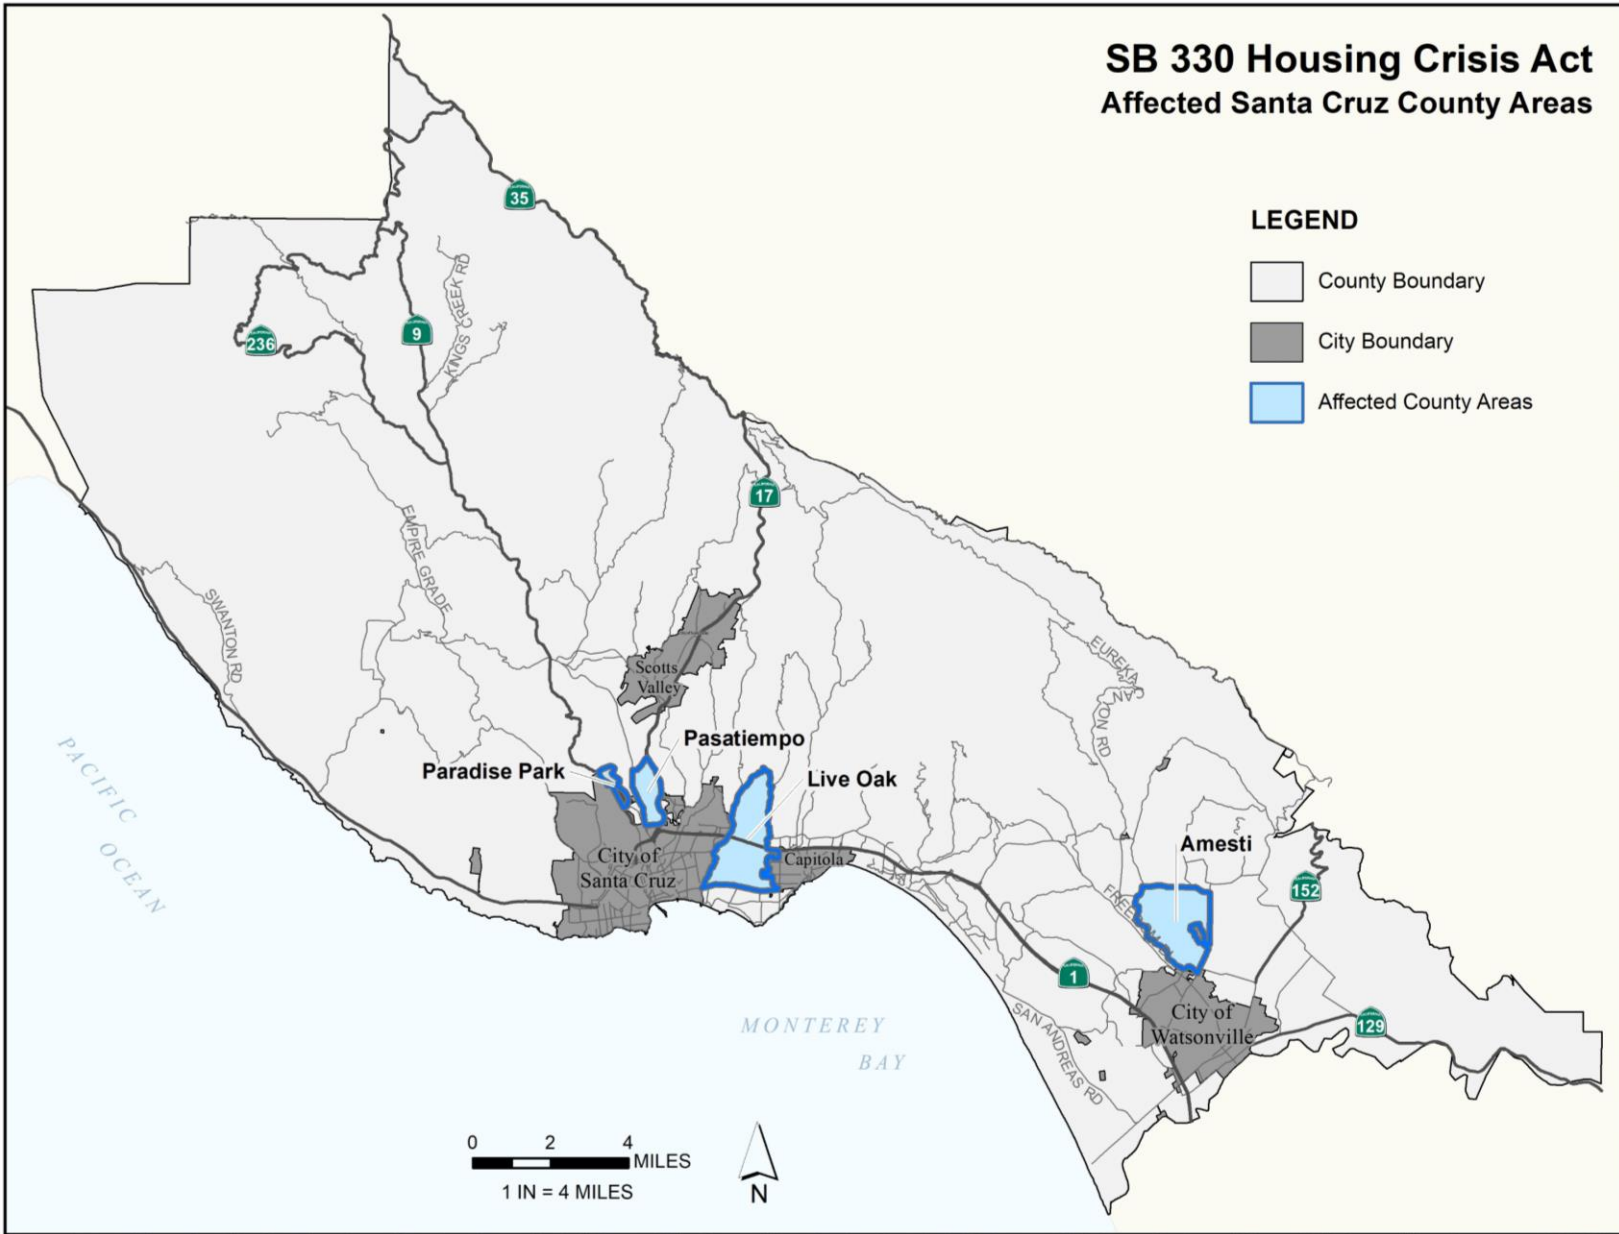 SB 330 Housing Crisis Act
Affected Santa Cruz County Areas
LEGEND
County Boundary
City Boundary
Affected County Areas
35
9
KINGS CREEK RD
236
17
EMPIRE GRADE
SWANTON RD
Scotts
Valley
EUREKA
CANYON RD
PACIFIC
OCEAN
Pasatiempo
Paradise Park
Live Oak
City of
Santa Cruz
Capitola
Amesti
152
1
City of
Watsonville
129
SAN ANDREAS RD
MONTEREY
BAY
0 2 4
MILES
1 IN = 4 MILES
N